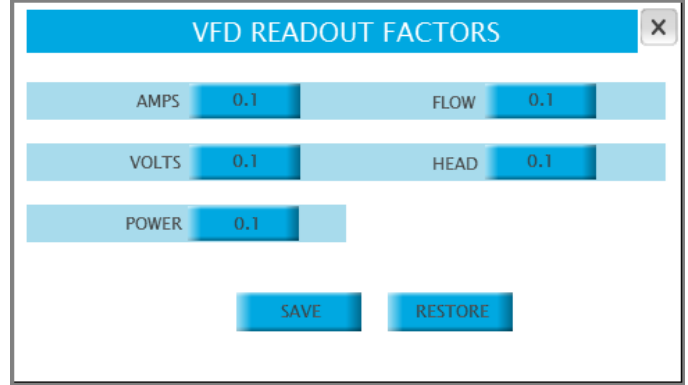 VFD READOUT FACTORS X
AMPS 0.1 FLOW 0.1
VOLTS 0.1 HEAD 0.1
POWER 0.1
SAVE RESTORE